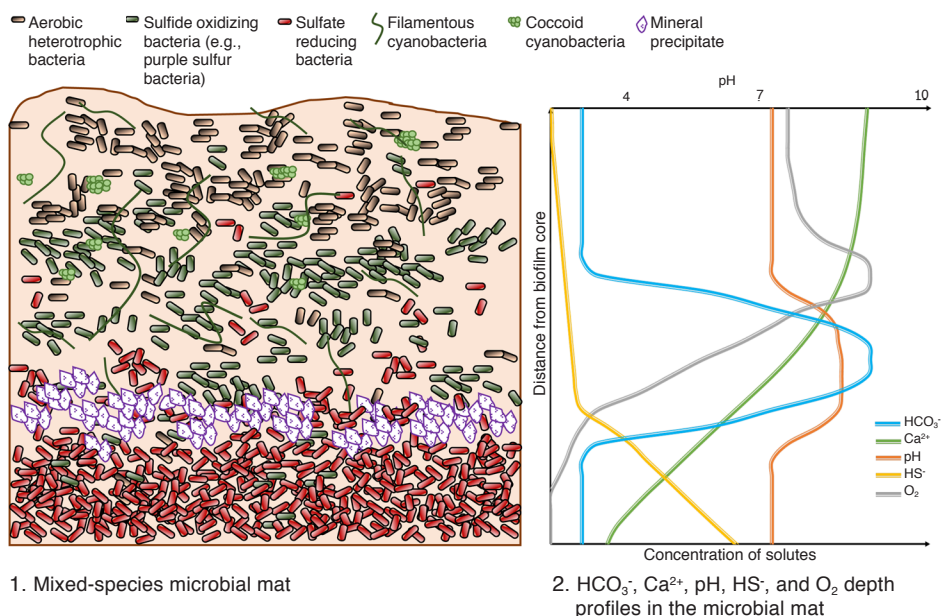 Aerobic
heterotrophic
bacteria
Sulfide oxidizing
bacteria (e.g.,
purple sulfur
bacteria)
Sulfate
reducing
bacteria
Filamentous
cyanobacteria
Coccoid
cyanobacteria
Mineral
precipitate
pH
4 7 10
Distance from biofilm core
HCO₃⁻
Ca²⁺
pH
HS⁻
O₂
Concentration of solutes
1. Mixed-species microbial mat
2. HCO₃⁻, Ca²⁺, pH, HS⁻, and O₂ depth
profiles in the microbial mat